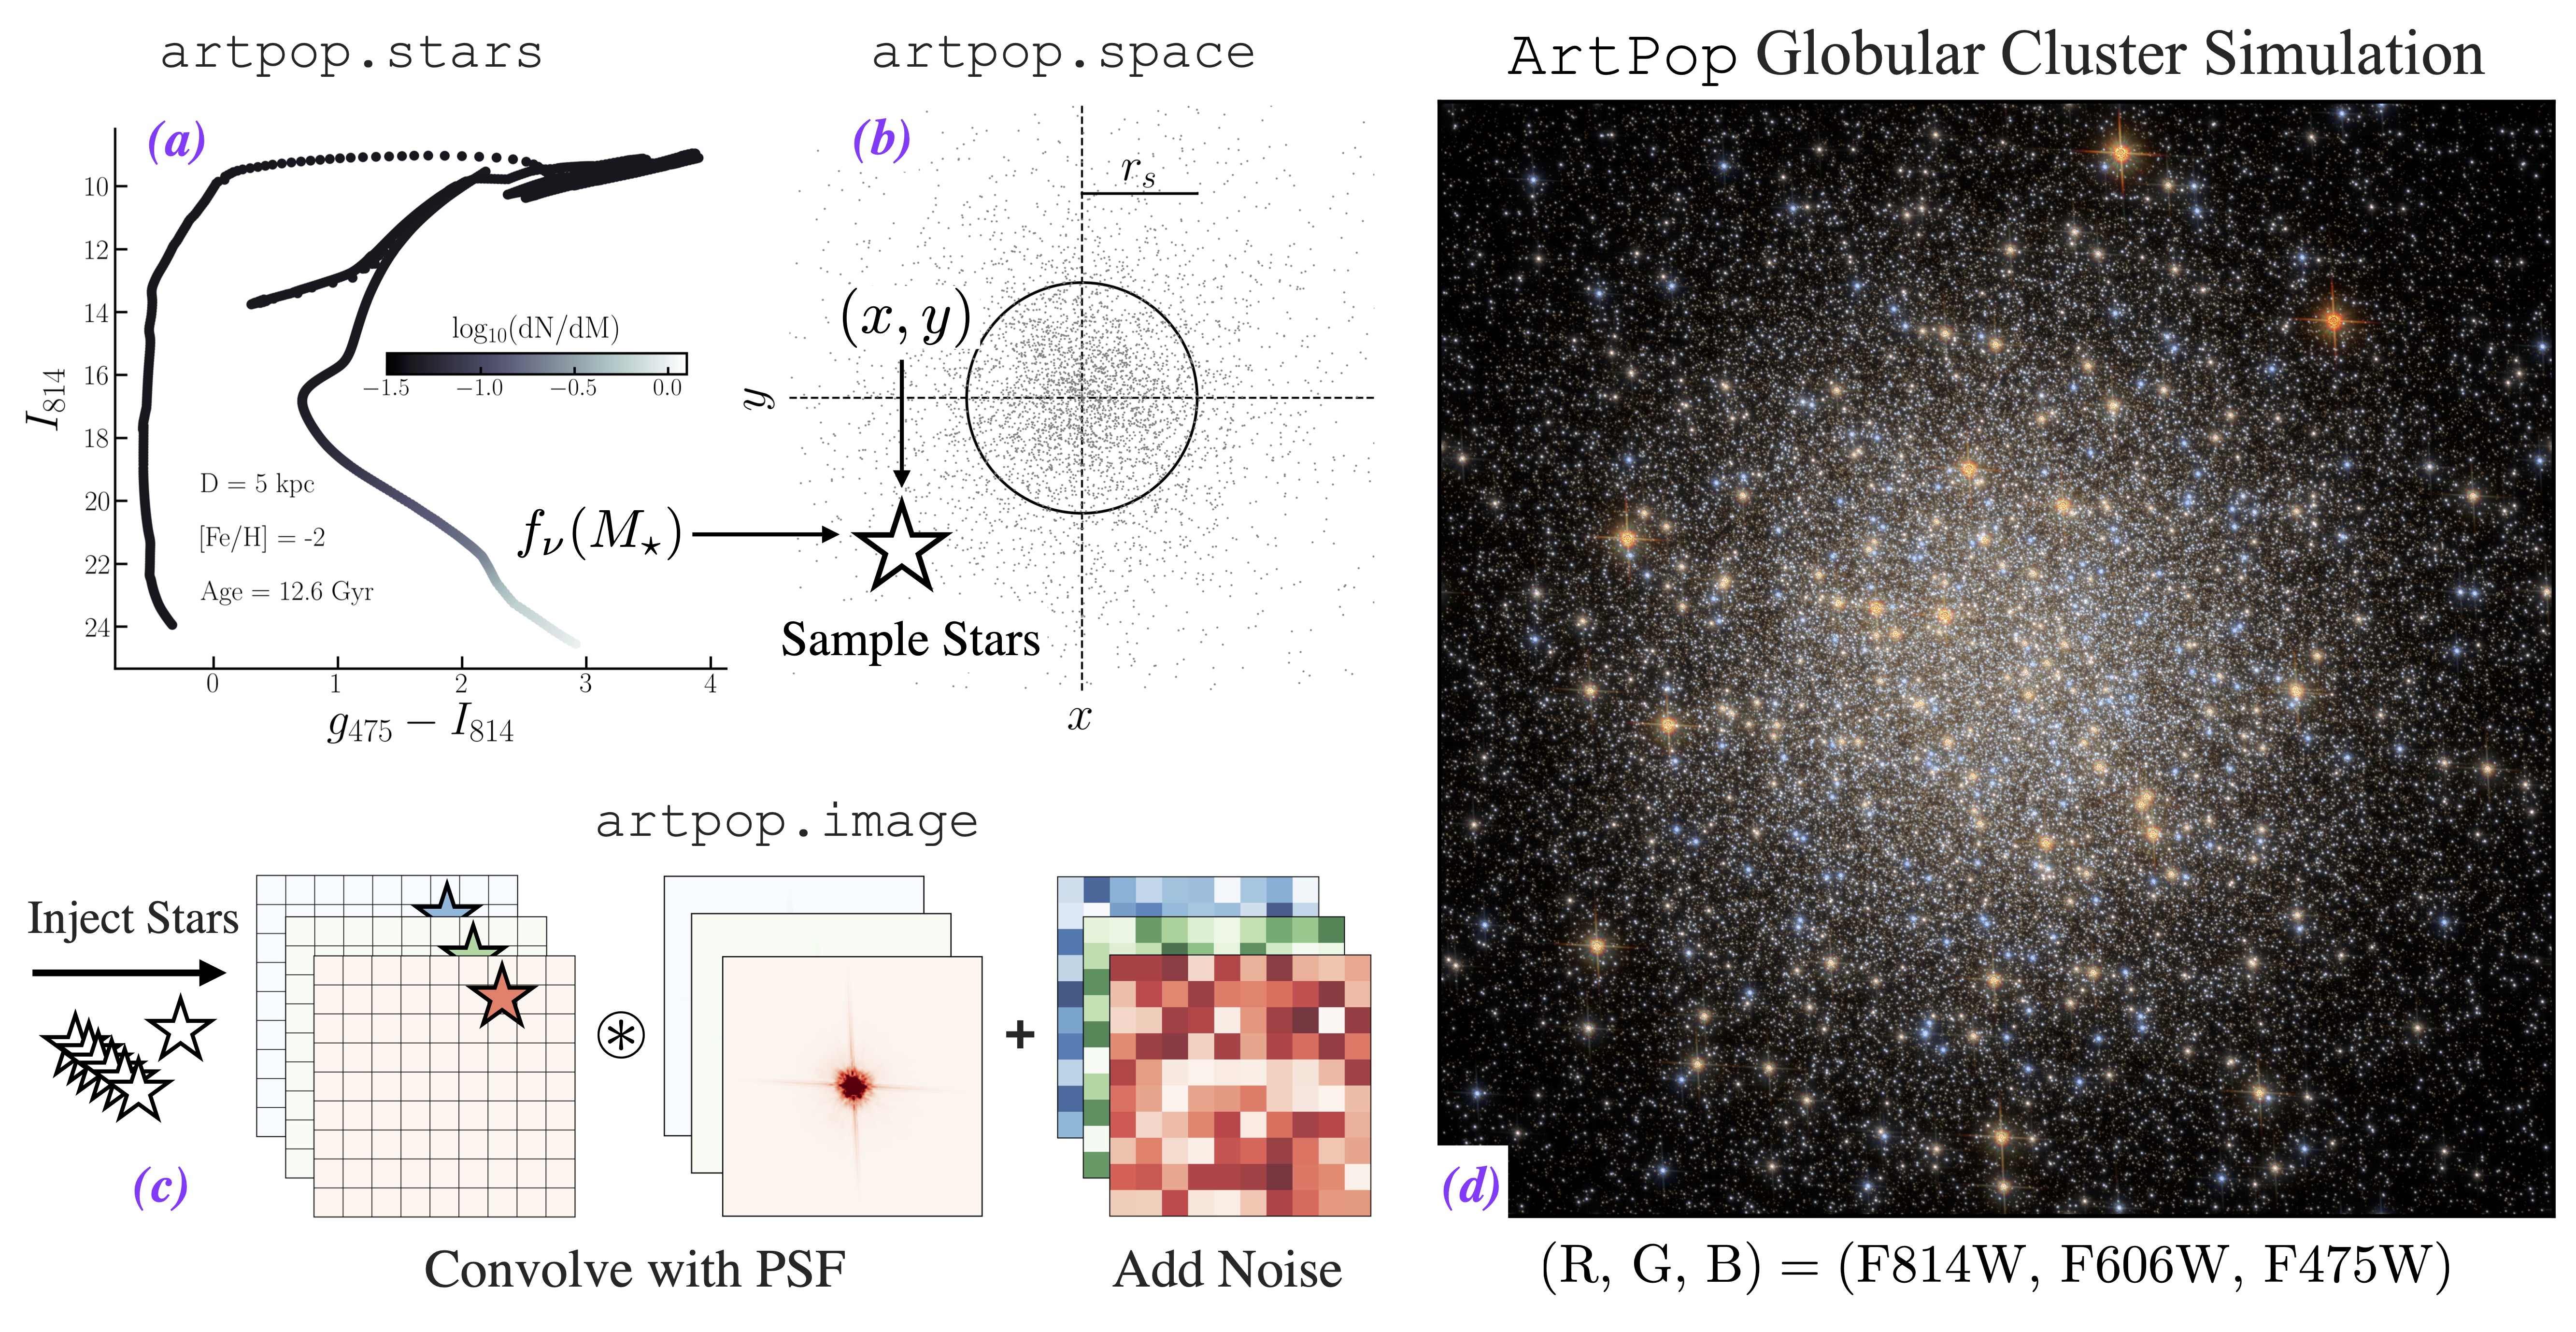 artpop.stars
(a)
10
12
14
16
18
20
22
24
I₈₁₄
log₁₀(dN/dM)
−1.5 −1.0 −0.5 0.0
D = 5 kpc
[Fe/H] = -2
Age = 12.6 Gyr
0 1 2 3 4
g₄₇₅ − I₈₁₄
artpop.space
(b)
rₛ
(x, y)
y
fᵥ(M⋆)
Sample Stars
x
artpop.image
Inject Stars
(c)
+
Convolve with PSF
Add Noise
ArtPop Globular Cluster Simulation
(d)
(R, G, B) = (F814W, F606W, F475W)